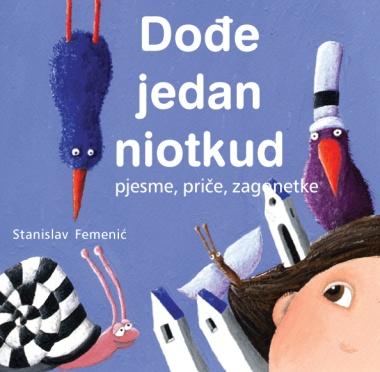 Dođe
jedan
niotkud
pjesme, priče, zagonetke
Stanislav Femenić